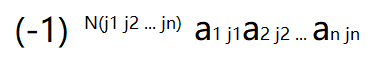 (-1) N(j1 j2 ... jn) a1 j1a2 j2 ... an jn